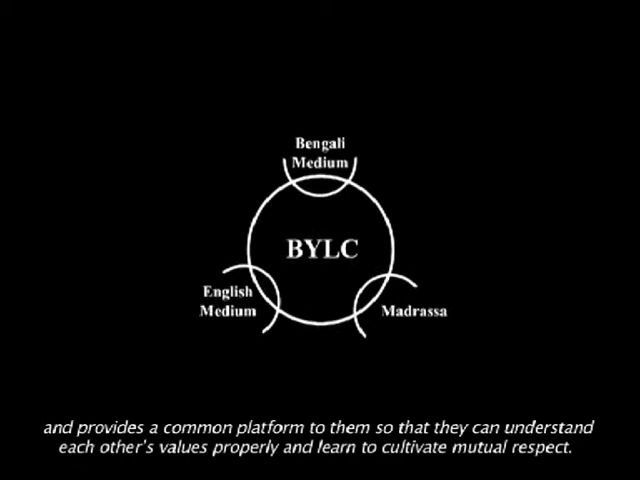 Bengali
Medium
BYLC
English
Medium
Madrassa
and provides a common platform to them so that they can understand
each other's values properly and learn to cultivate mutual respect.